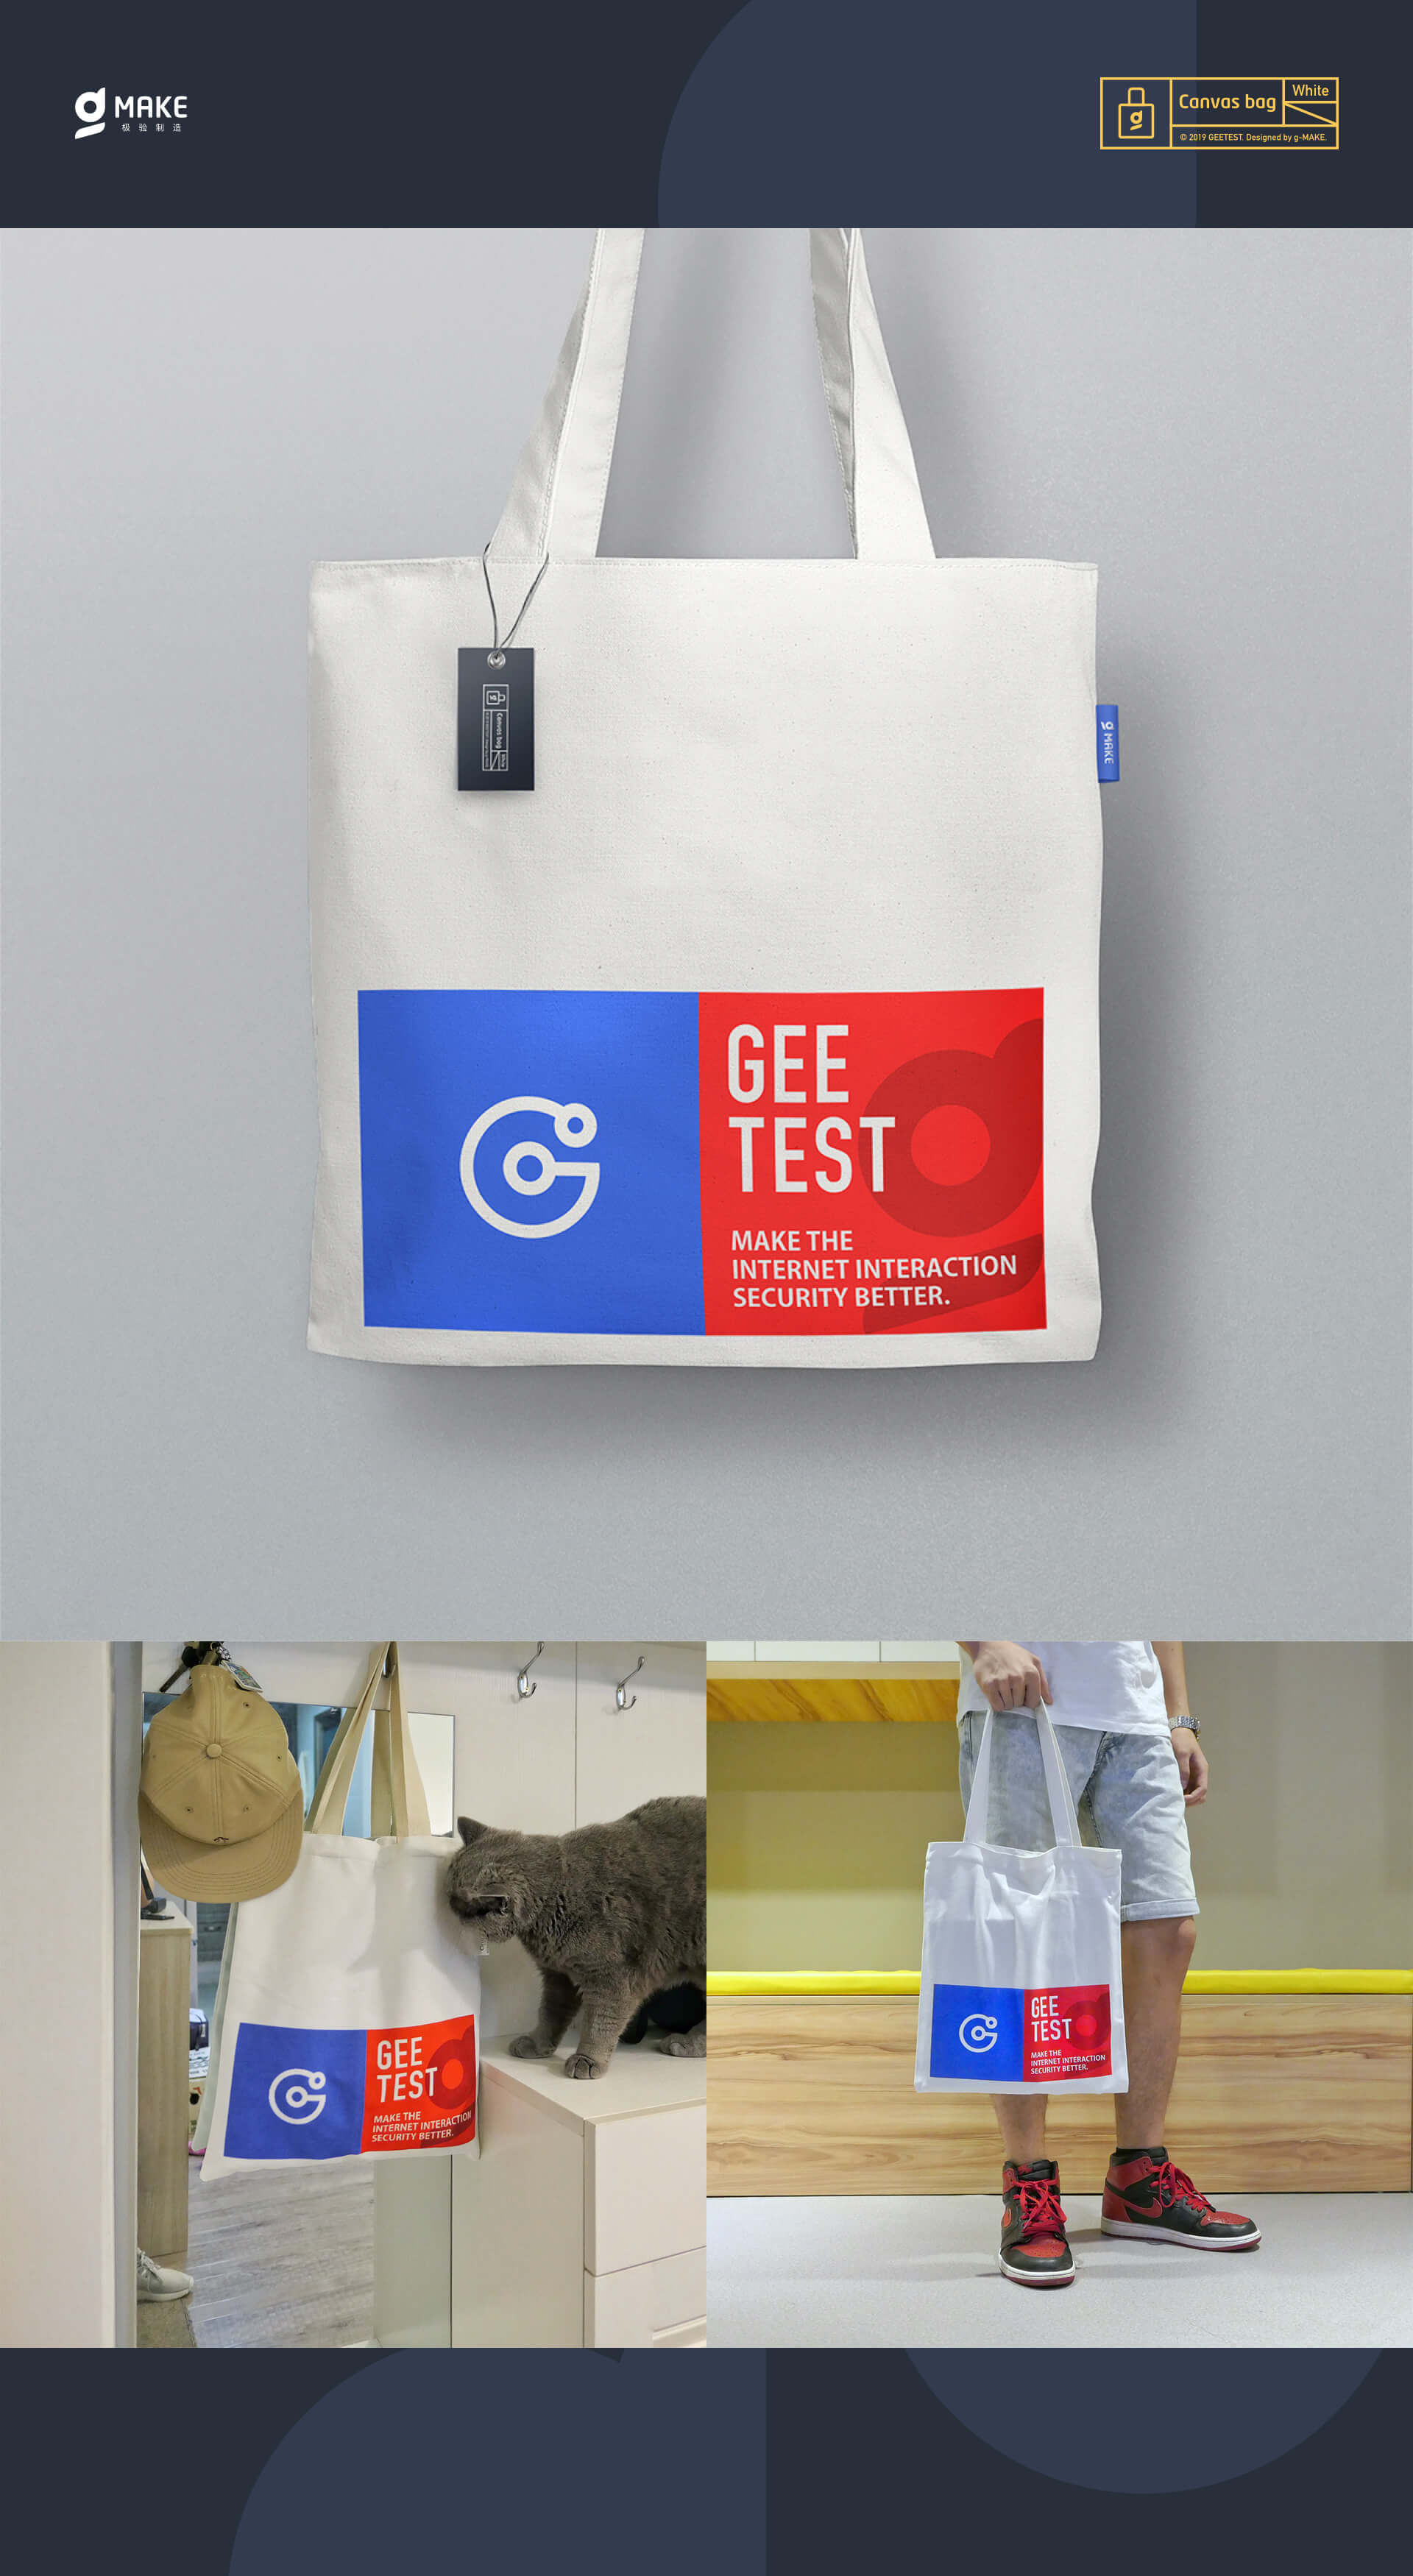 g MAKE
极验制造
Canvas bag
White
© 2019 GEETEST. Designed by g-MAKE.
Canvas bag
White
g MAKE
GEE
TEST
MAKE THE
INTERNET INTERACTION
SECURITY BETTER.
GEE
TEST
MAKE THE
INTERNET INTERACTION
SECURITY BETTER.
GEE
TEST
MAKE THE
INTERNET INTERACTION
SECURITY BETTER.